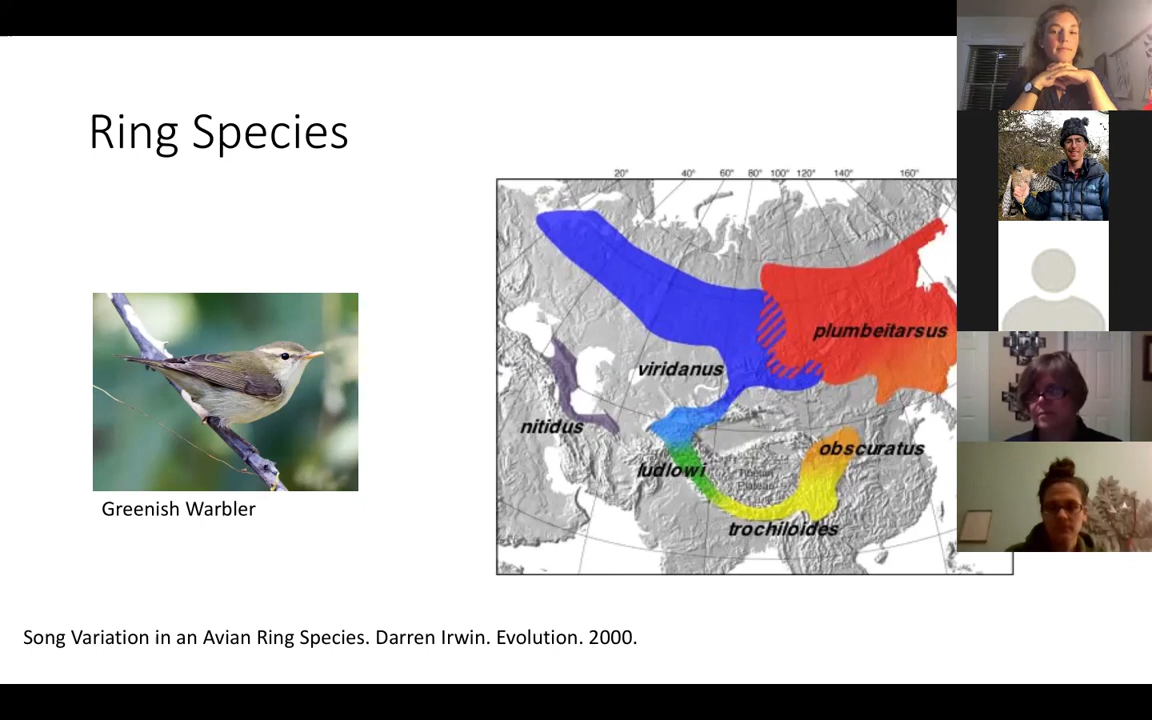 Ring Species
20° 40° 60° 80° 100° 120° 140° 160°
plumbeitarsus
viridanus
nitidus
obscuratus
ludlowi
Plateau
trochiloides
Greenish Warbler
Song Variation in an Avian Ring Species. Darren Irwin. Evolution. 2000.